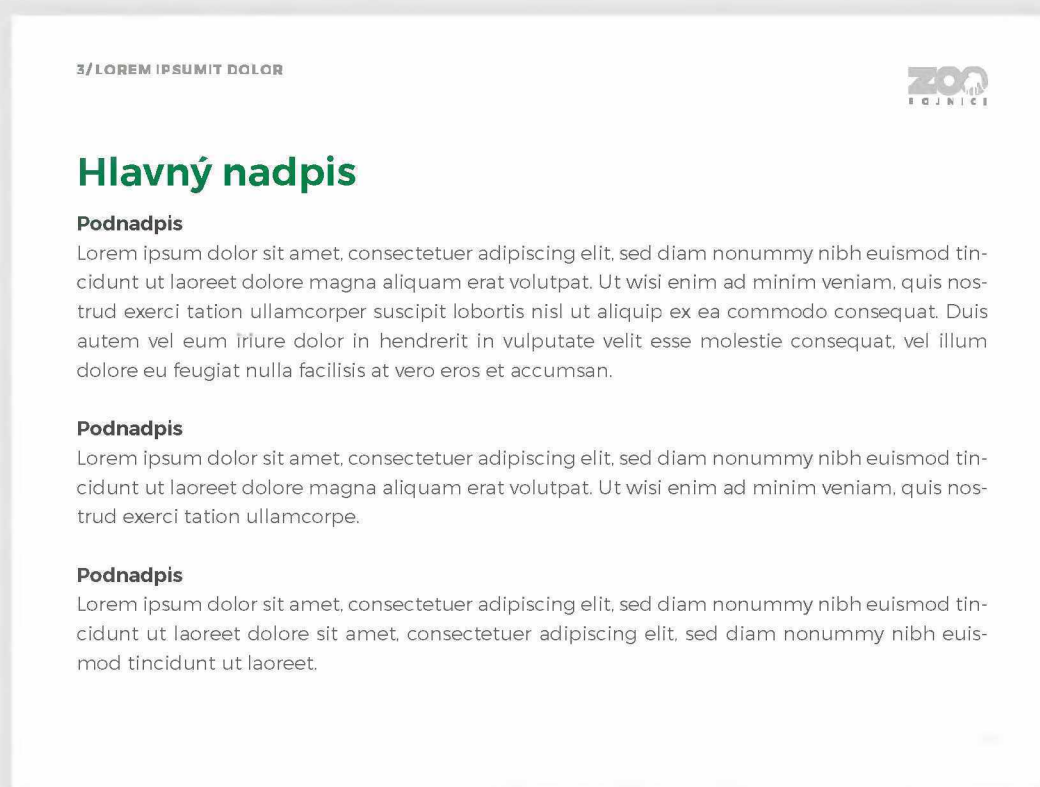 3/LOREM IPSUMIT DOLOR
ZOO
BOJNICE
Hlavný nadpis
Podnadpis
Lorem ipsum dolor sit amet, consectetuer adipiscing elit, sed diam nonummy nibh euismod tin-
cidunt ut laoreet dolore magna aliquam erat volutpat. Ut wisi enim ad minim veniam, quis nos-
trud exerci tation ullamcorper suscipit lobortis nisl ut aliquip ex ea commodo consequat. Duis
autem vel eum iriure dolor in hendrerit in vulputate velit esse molestie consequat, vel illum
dolore eu feugiat nulla facilisis at vero eros et accumsan.
Podnadpis
Lorem ipsum dolor sit amet, consectetuer adipiscing elit, sed diam nonummy nibh euismod tin-
cidunt ut laoreet dolore magna aliquam erat volutpat. Ut wisi enim ad minim veniam, quis nos-
trud exerci tation ullamcorpe.
Podnadpis
Lorem ipsum dolor sit amet, consectetuer adipiscing elit, sed diam nonummy nibh euismod tin-
cidunt ut laoreet dolore sit amet, consectetuer adipiscing elit, sed diam nonummy nibh euis-
mod tincidunt ut laoreet.